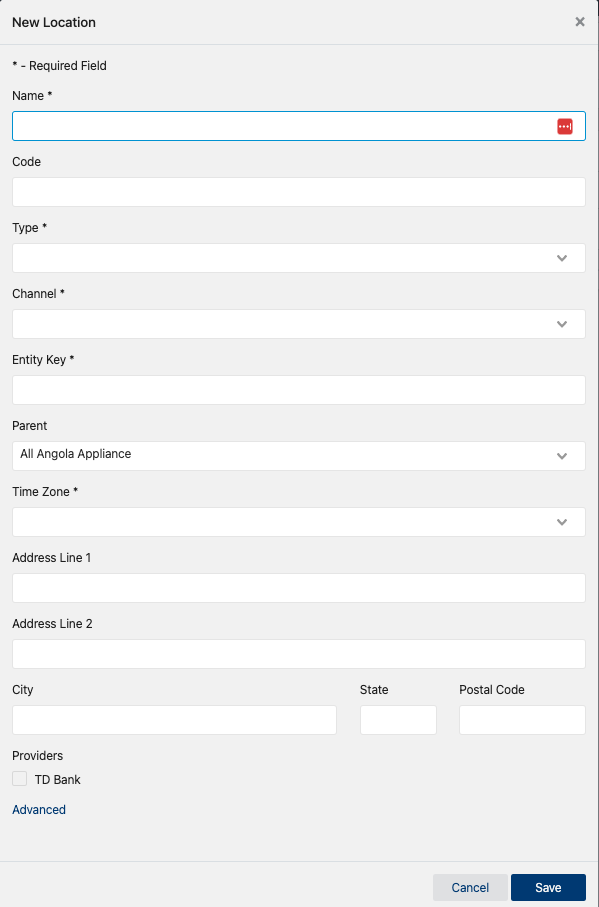 New Location
* - Required Field
Name *
Code
Type *
Channel *
Entity Key *
Parent
All Angola Appliance
Time Zone *
Address Line 1
Address Line 2
City State Postal Code
Providers
TD Bank
Advanced
Cancel Save